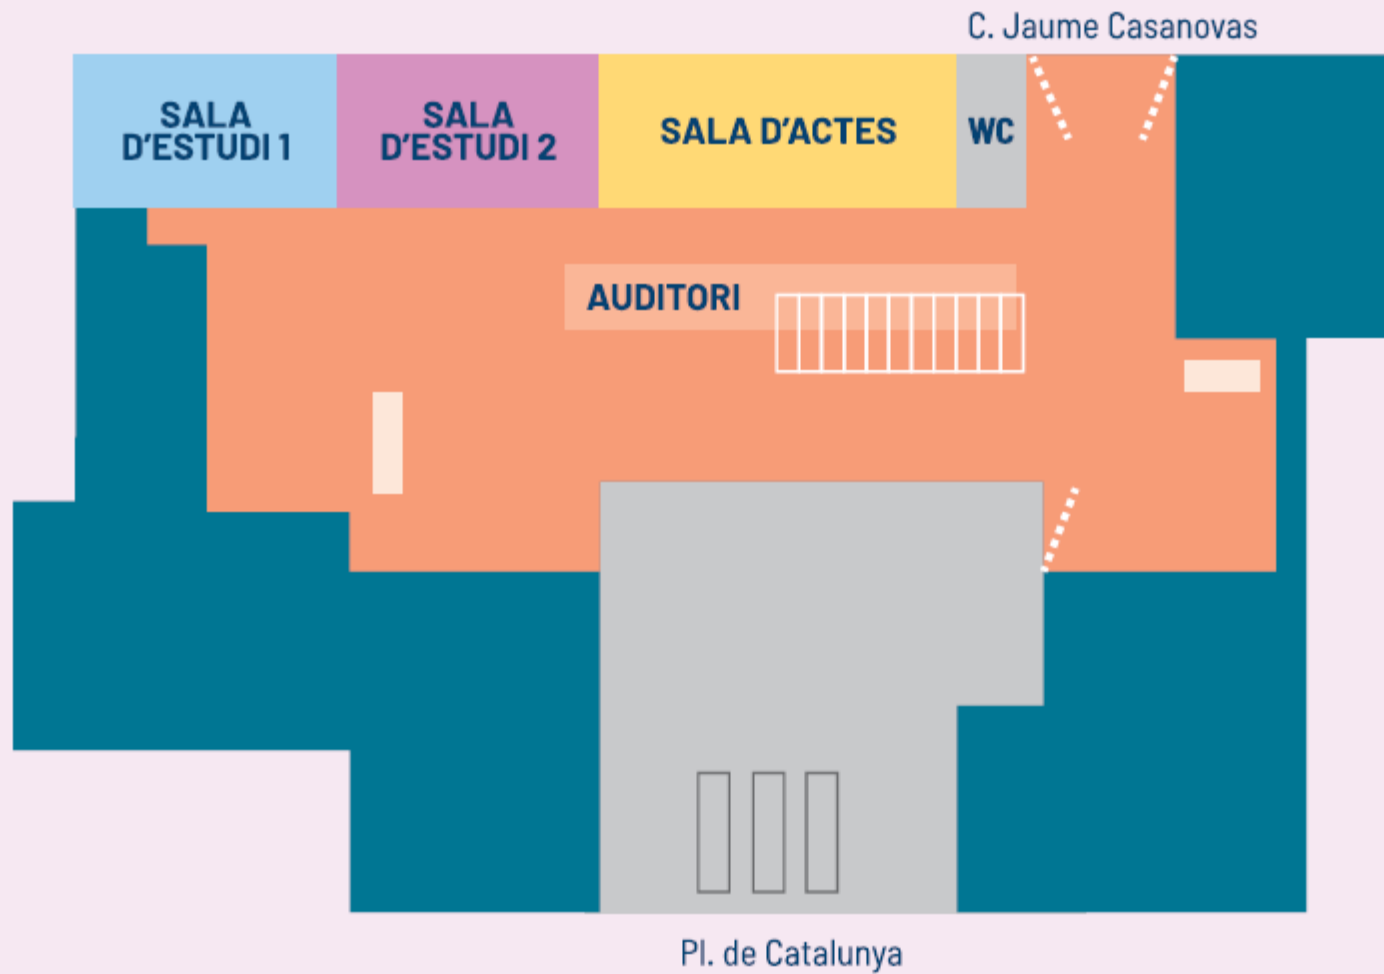 C. Jaume Casanovas
SALA
D'ESTUDI 1
SALA
D'ESTUDI 2
SALA D'ACTES
WC
AUDITORI
Pl. de Catalunya